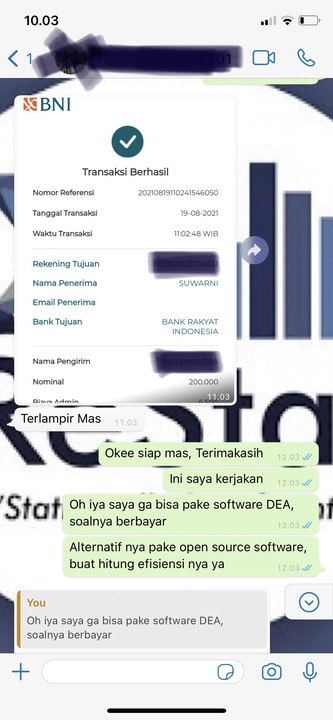 10.03
1
01
BNI
Transaksi Berhasil
Nomor Referensi 20210819110241546050
Tanggal Transaksi 19-08-2021
Waktu Transaksi 11:02:48 WIB
Rekening Tujuan
Nama Penerima SUWARNI
Email Penerima
Bank Tujuan BANK RAKYAT
INDONESIA
Nama Pengirim
Nominal 200.000
Biaya Admin
11.03
Terlampir Mas 11.03
Okee siap mas, Terimakasih 12.03
Ini saya kerjakan 12.03
Oh iya saya ga bisa pake software DEA,
soalnya berbayar 12.03
Alternatif nya pake open source software,
buat hitung efisiensi nya ya 12.03
You
Oh iya saya ga bisa pake software DEA,
soalnya berbayar